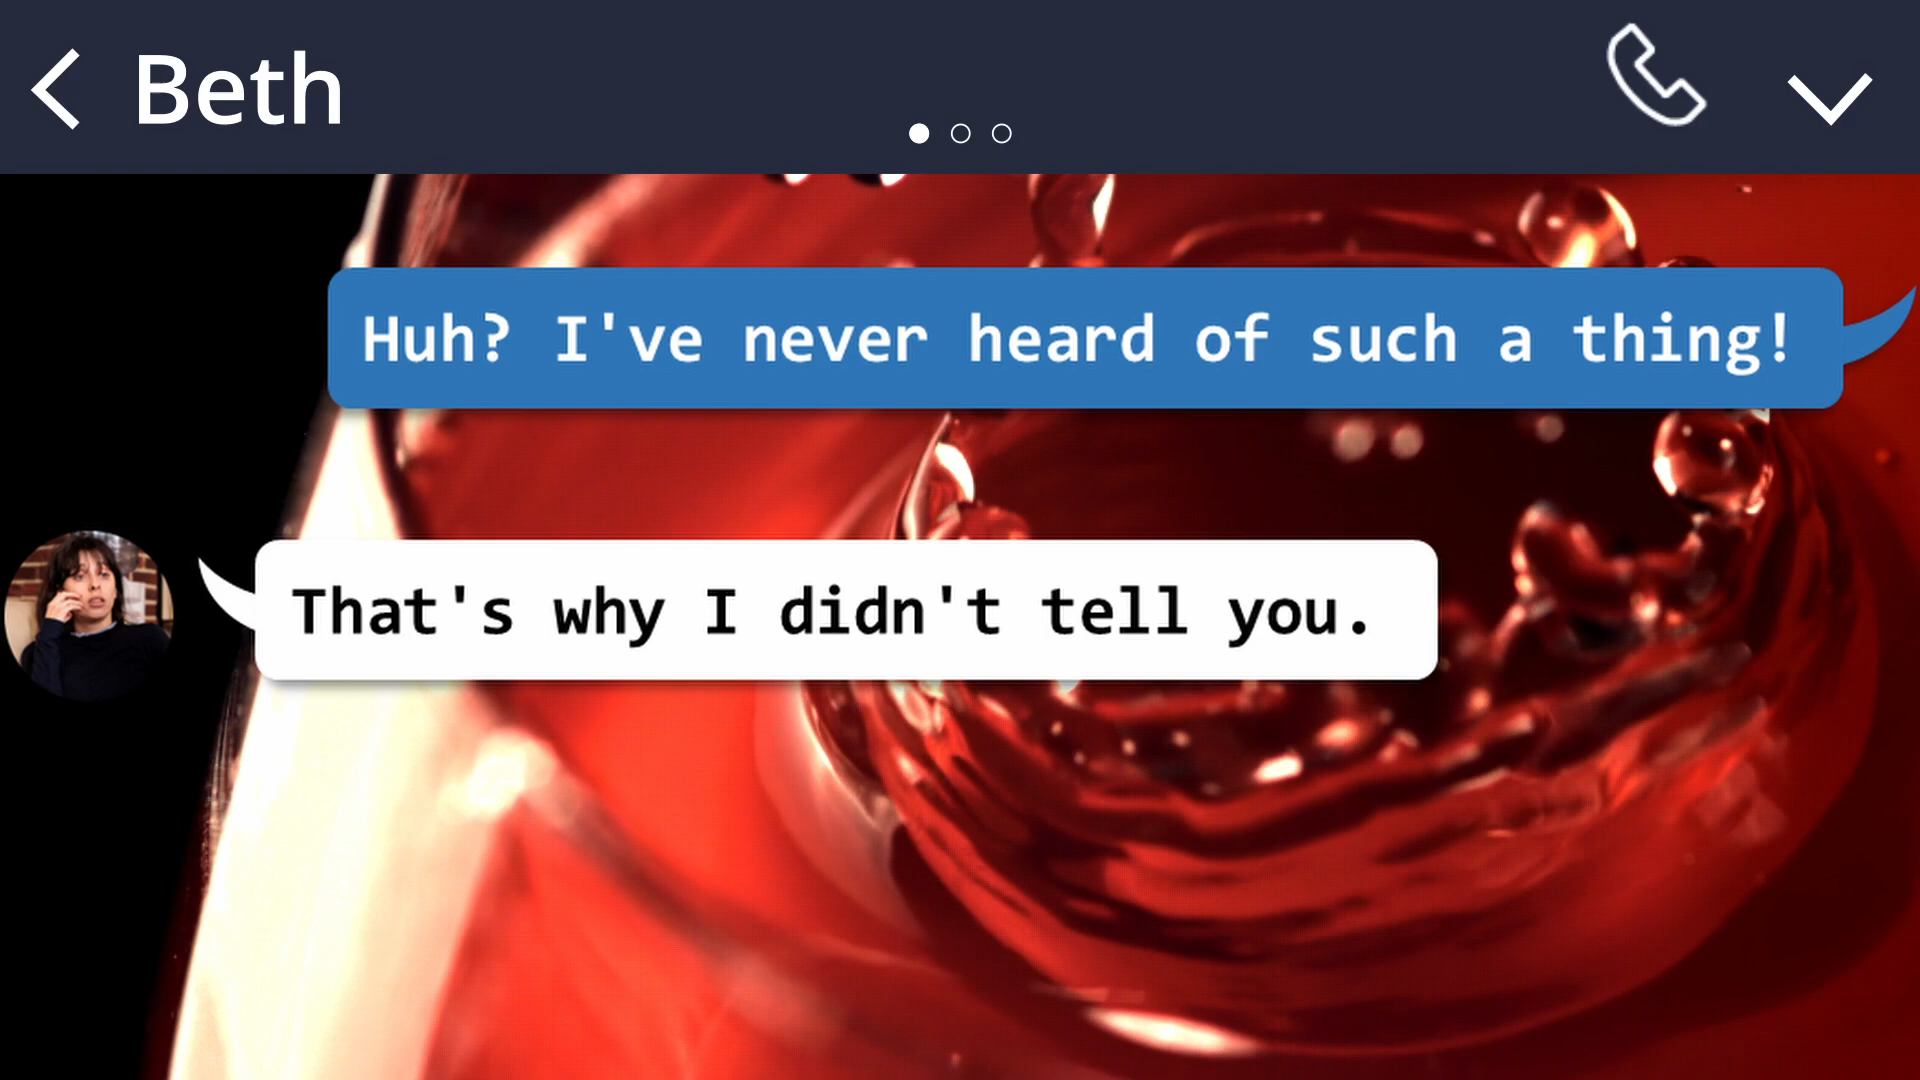 Beth
Huh? I've never heard of such a thing!
That's why I didn't tell you.